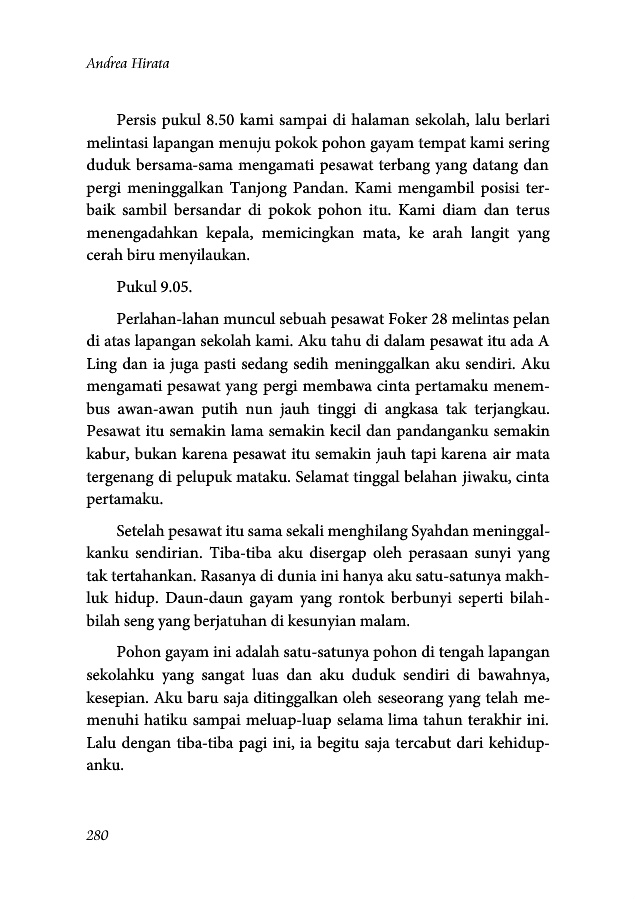 Andrea Hirata
Persis pukul 8.50 kami sampai di halaman sekolah, lalu berlari
melintasi lapangan menuju pokok pohon gayam tempat kami sering
duduk bersama-sama mengamati pesawat terbang yang datang dan
pergi meninggalkan Tanjong Pandan. Kami mengambil posisi ter-
baik sambil bersandar di pokok pohon itu. Kami diam dan terus
menengadahkan kepala, memicingkan mata, ke arah langit yang
cerah biru menyilaukan.
Pukul 9.05.
Perlahan-lahan muncul sebuah pesawat Foker 28 melintas pelan
di atas lapangan sekolah kami. Aku tahu di dalam pesawat itu ada A
Ling dan ia juga pasti sedang sedih meninggalkan aku sendiri. Aku
mengamati pesawat yang pergi membawa cinta pertamaku menem-
bus awan-awan putih nun jauh tinggi di angkasa tak terjangkau.
Pesawat itu semakin lama semakin kecil dan pandanganku semakin
kabur, bukan karena pesawat itu semakin jauh tapi karena air mata
tergenang di pelupuk mataku. Selamat tinggal belahan jiwaku, cinta
pertamaku.
Setelah pesawat itu sama sekali menghilang Syahdan meninggal-
kanku sendirian. Tiba-tiba aku disergap oleh perasaan sunyi yang
tak tertahankan. Rasanya di dunia ini hanya aku satu-satunya makh-
luk hidup. Daun-daun gayam yang rontok berbunyi seperti bilah-
bilah seng yang berjatuhan di kesunyian malam.
Pohon gayam ini adalah satu-satunya pohon di tengah lapangan
sekolahku yang sangat luas dan aku duduk sendiri di bawahnya,
kesepian. Aku baru saja ditinggalkan oleh seseorang yang telah me-
menuhi hatiku sampai meluap-luap selama lima tahun terakhir ini.
Lalu dengan tiba-tiba pagi ini, ia begitu saja tercabut dari kehidup-
anku.
280